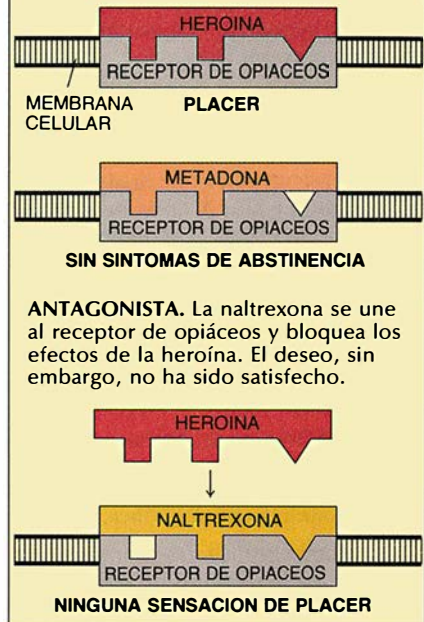 HEROINA
RECEPTOR DE OPIACEOS
MEMBRANA
CELULAR
PLACER
METADONA
RECEPTOR DE OPIACEOS
SIN SINTOMAS DE ABSTINENCIA
ANTAGONISTA. La naltrexona se une
al receptor de opiáceos y bloquea los
efectos de la heroína. El deseo, sin
embargo, no ha sido satisfecho.
HEROINA
↓
NALTREXONA
RECEPTOR DE OPIACEOS
NINGUNA SENSACION DE PLACER